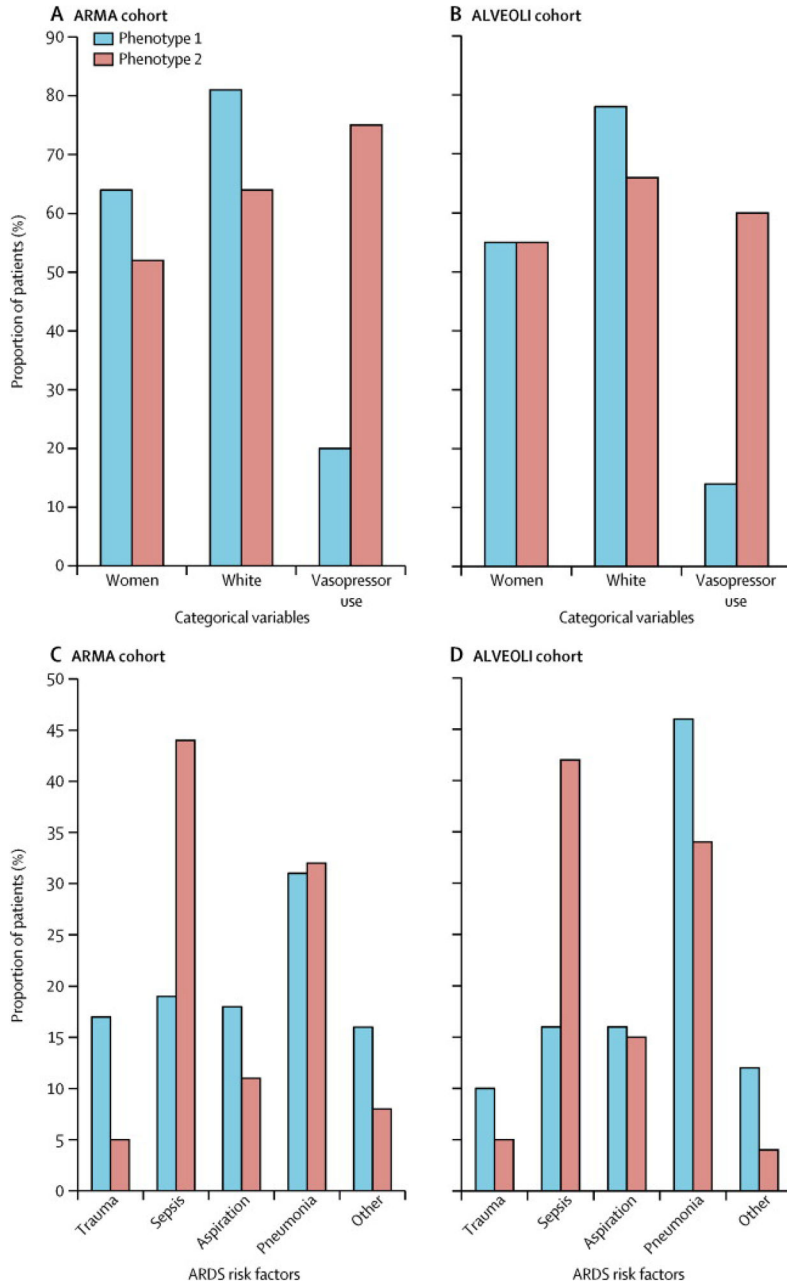 A ARMA cohort
Phenotype 1
Phenotype 2
90
80
70
60
50
40
30
20
10
0
Proportion of patients (%)
Women
White
Vasopressor
use
Categorical variables
B ALVEOLI cohort
Women
White
Vasopressor
use
Categorical variables
C ARMA cohort
50
45
40
35
30
25
20
15
10
5
0
Proportion of patients (%)
Trauma
Sepsis
Aspiration
Pneumonia
Other
ARDS risk factors
D ALVEOLI cohort
Trauma
Sepsis
Aspiration
Pneumonia
Other
ARDS risk factors